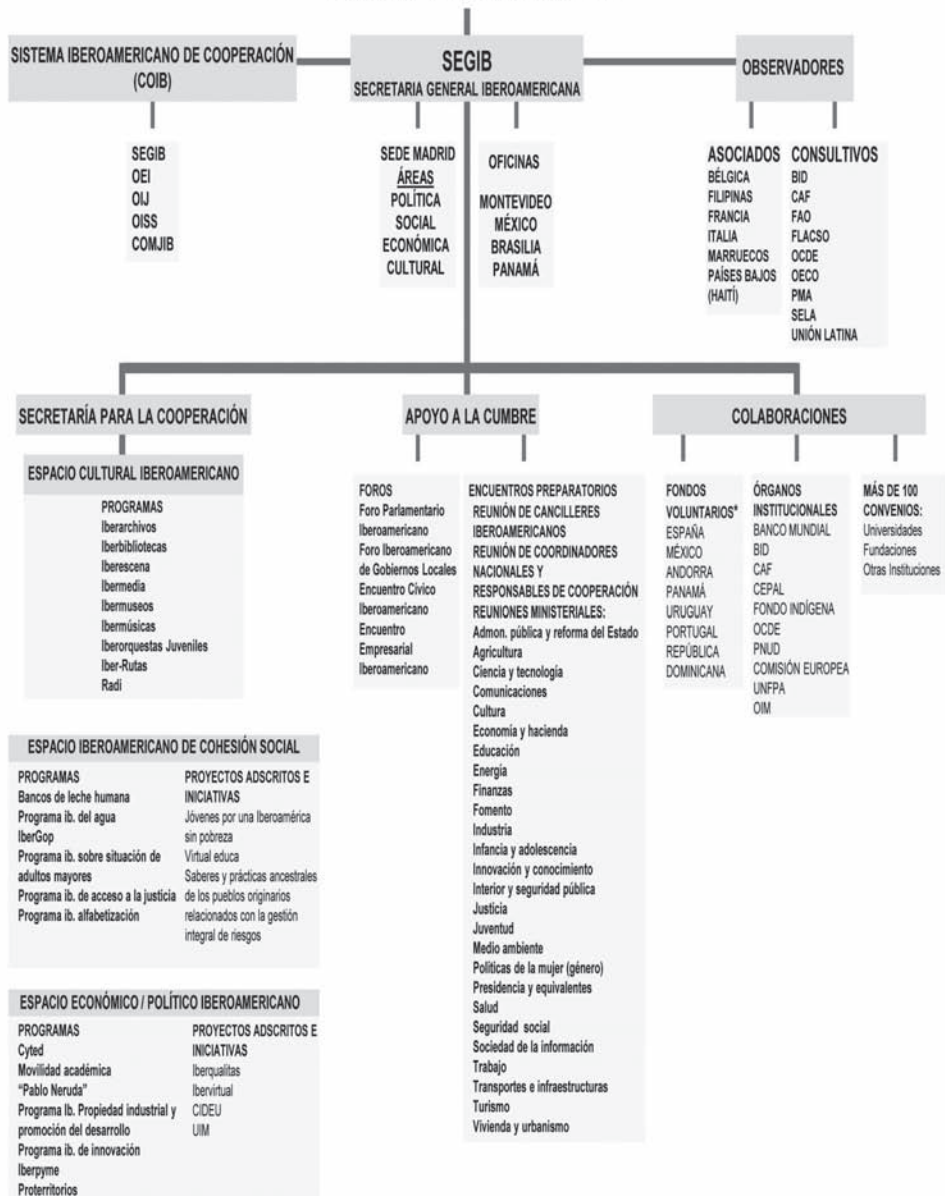 SISTEMA IBEROAMERICANO DE COOPERACIÓN
(COIB)
SEGIB
OEI
OIJ
OISS
COMJIB
SEGIB
SECRETARIA GENERAL IBEROAMERICANA
SEDE MADRID
ÁREAS
POLÍTICA
SOCIAL
ECONÓMICA
CULTURAL
OFICINAS
MONTEVIDEO
MÉXICO
BRASILIA
PANAMÁ
OBSERVADORES
ASOCIADOS
BÉLGICA
FILIPINAS
FRANCIA
ITALIA
MARRUECOS
PAÍSES BAJOS
(HAITÍ)
CONSULTIVOS
BID
CAF
FAO
FLACSO
OCDE
OECO
PMA
SELA
UNIÓN LATINA
SECRETARÍA PARA LA COOPERACIÓN
ESPACIO CULTURAL IBEROAMERICANO
PROGRAMAS
Iberarchivos
Iberbibliotecas
Iberescena
Ibermedia
Ibermuseos
Ibermúsicas
Iberorquestas Juveniles
Iber-Rutas
Radi
ESPACIO IBEROAMERICANO DE COHESIÓN SOCIAL
PROGRAMAS
Bancos de leche humana
Programa ib. del agua
IberGop
Programa ib. sobre situación de
adultos mayores
Programa ib. de acceso a la justicia
Programa ib. alfabetización
PROYECTOS ADSCRITOS E
INICIATIVAS
Jóvenes por una Iberoamérica
sin pobreza
Virtual educa
Saberes y prácticas ancestrales
de los pueblos originarios
relacionados con la gestión
integral de riesgos
ESPACIO ECONÓMICO / POLÍTICO IBEROAMERICANO
PROGRAMAS
Cyted
Movilidad académica
“Pablo Neruda”
Programa Ib. Propiedad industrial y
promoción del desarrollo
Programa ib. de innovación
Iberpyme
Proterritorios
PROYECTOS ADSCRITOS E
INICIATIVAS
Iberqualitas
Ibervirtual
CIDEU
UIM
APOYO A LA CUMBRE
FOROS
Foro Parlamentario
Iberoamericano
Foro Iberoamericano
de Gobiernos Locales
Encuentro Cívico
Iberoamericano
Encuentro
Empresarial
Iberoamericano
ENCUENTROS PREPARATORIOS
REUNIÓN DE CANCILLERES
IBEROAMERICANOS
REUNIÓN DE COORDINADORES
NACIONALES Y
RESPONSABLES DE COOPERACIÓN
REUNIONES MINISTERIALES:
Admon. pública y reforma del Estado
Agricultura
Ciencia y tecnología
Comunicaciones
Cultura
Economía y hacienda
Educación
Energía
Finanzas
Fomento
Industria
Infancia y adolescencia
Innovación y conocimiento
Interior y seguridad pública
Justicia
Juventud
Medio ambiente
Políticas de la mujer (género)
Presidencia y equivalentes
Salud
Seguridad social
Sociedad de la información
Trabajo
Transportes e infraestructuras
Turismo
Vivienda y urbanismo
COLABORACIONES
FONDOS
VOLUNTARIOS*
ESPAÑA
MÉXICO
ANDORRA
PANAMÁ
URUGUAY
PORTUGAL
REPÚBLICA
DOMINICANA
ÓRGANOS
INSTITUCIONALES
BANCO MUNDIAL
BID
CAF
CEPAL
FONDO INDÍGENA
OCDE
PNUD
COMISIÓN EUROPEA
UNFPA
OIM
MÁS DE 100
CONVENIOS:
Universidades
Fundaciones
Otras Instituciones